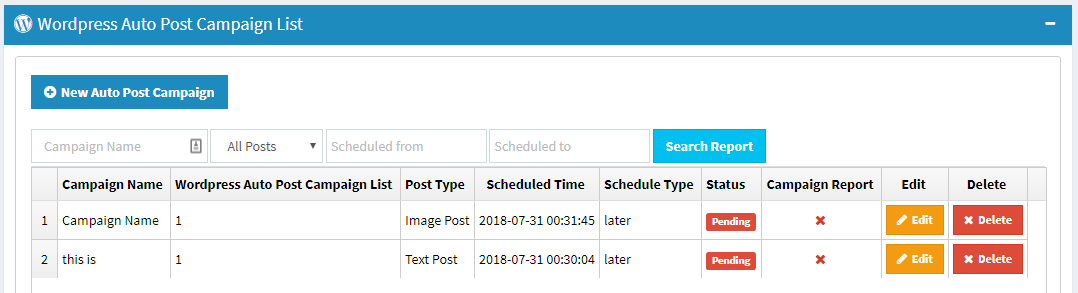 Wordpress Auto Post Campaign List
New Auto Post Campaign
Campaign Name All Posts Scheduled from Scheduled to Search Report
Campaign Name Wordpress Auto Post Campaign List Post Type Scheduled Time Schedule Type Status Campaign Report Edit Delete
1 Campaign Name 1 Image Post 2018-07-31 00:31:45 later Pending Edit Delete
2 this is 1 Text Post 2018-07-31 00:30:04 later Pending Edit Delete